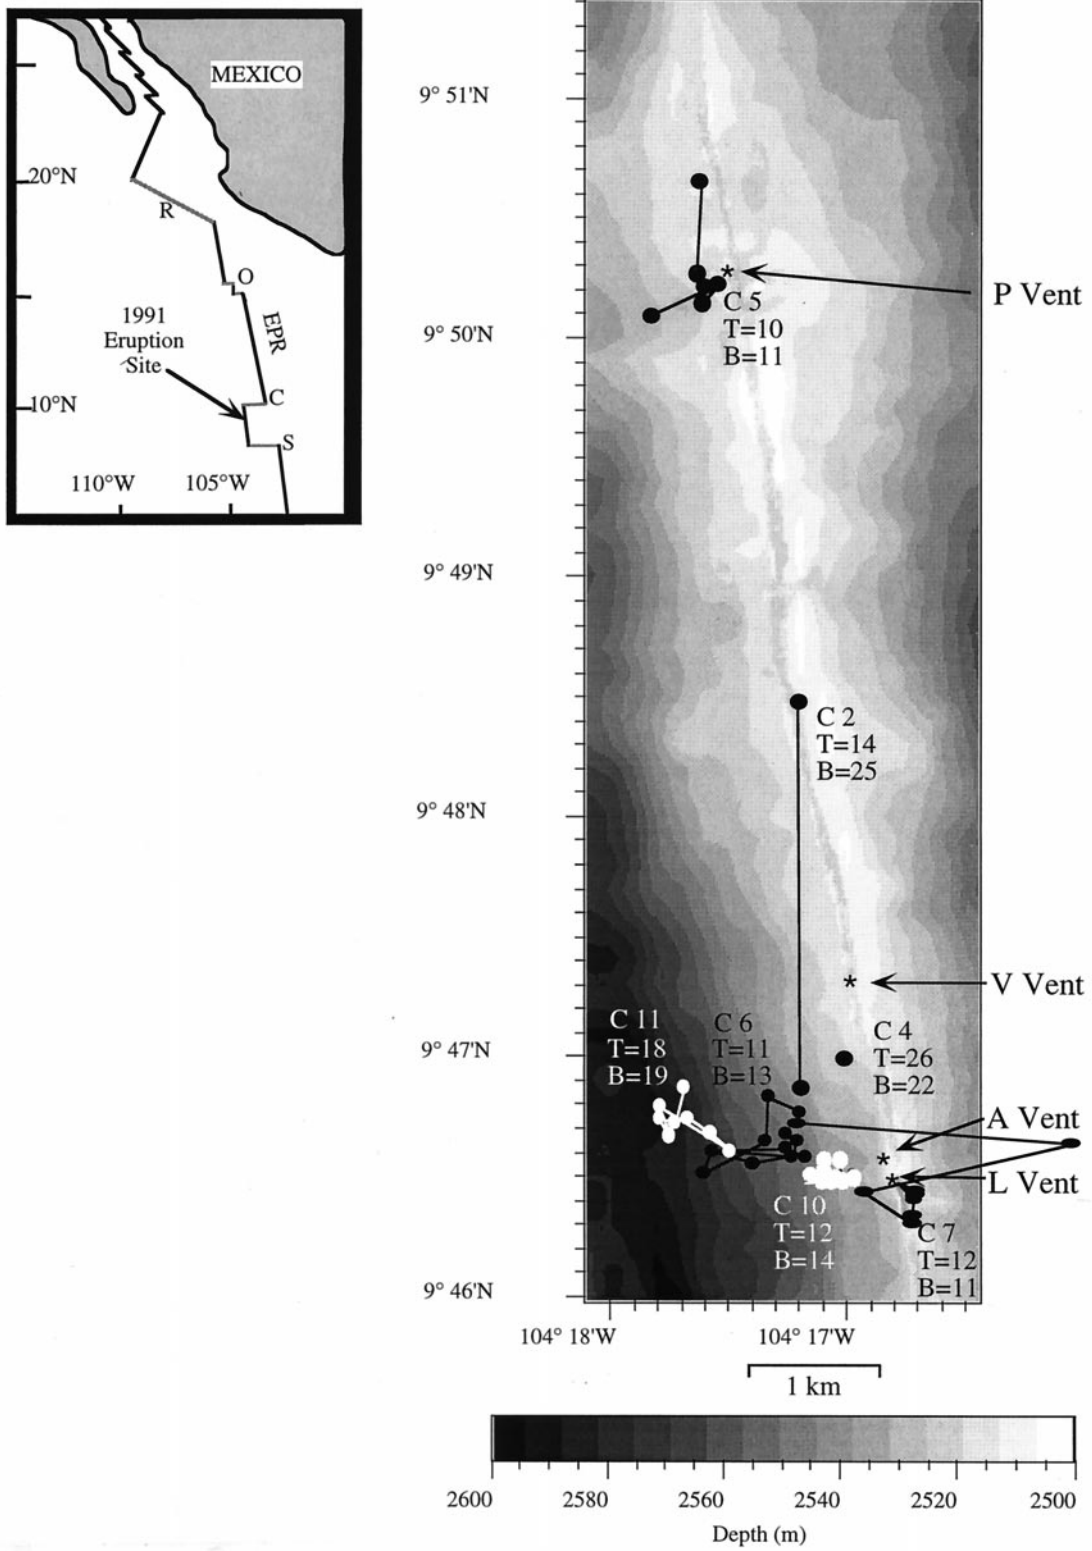 MEXICO
20°N
R
O
1991
Eruption
Site
EPR
10°N
C
S
110°W
105°W
9° 51'N
P Vent
C 5
T=10
B=11
9° 50'N
9° 49'N
C 2
T=14
B=25
9° 48'N
V Vent
C 11
T=18
B=19
C 6
T=11
B=13
C 4
T=26
B=22
9° 47'N
A Vent
L Vent
C 10
T=12
B=14
C 7
T=12
B=11
9° 46'N
104° 18'W
104° 17'W
1 km
2600
2580
2560
2540
2520
2500
Depth (m)